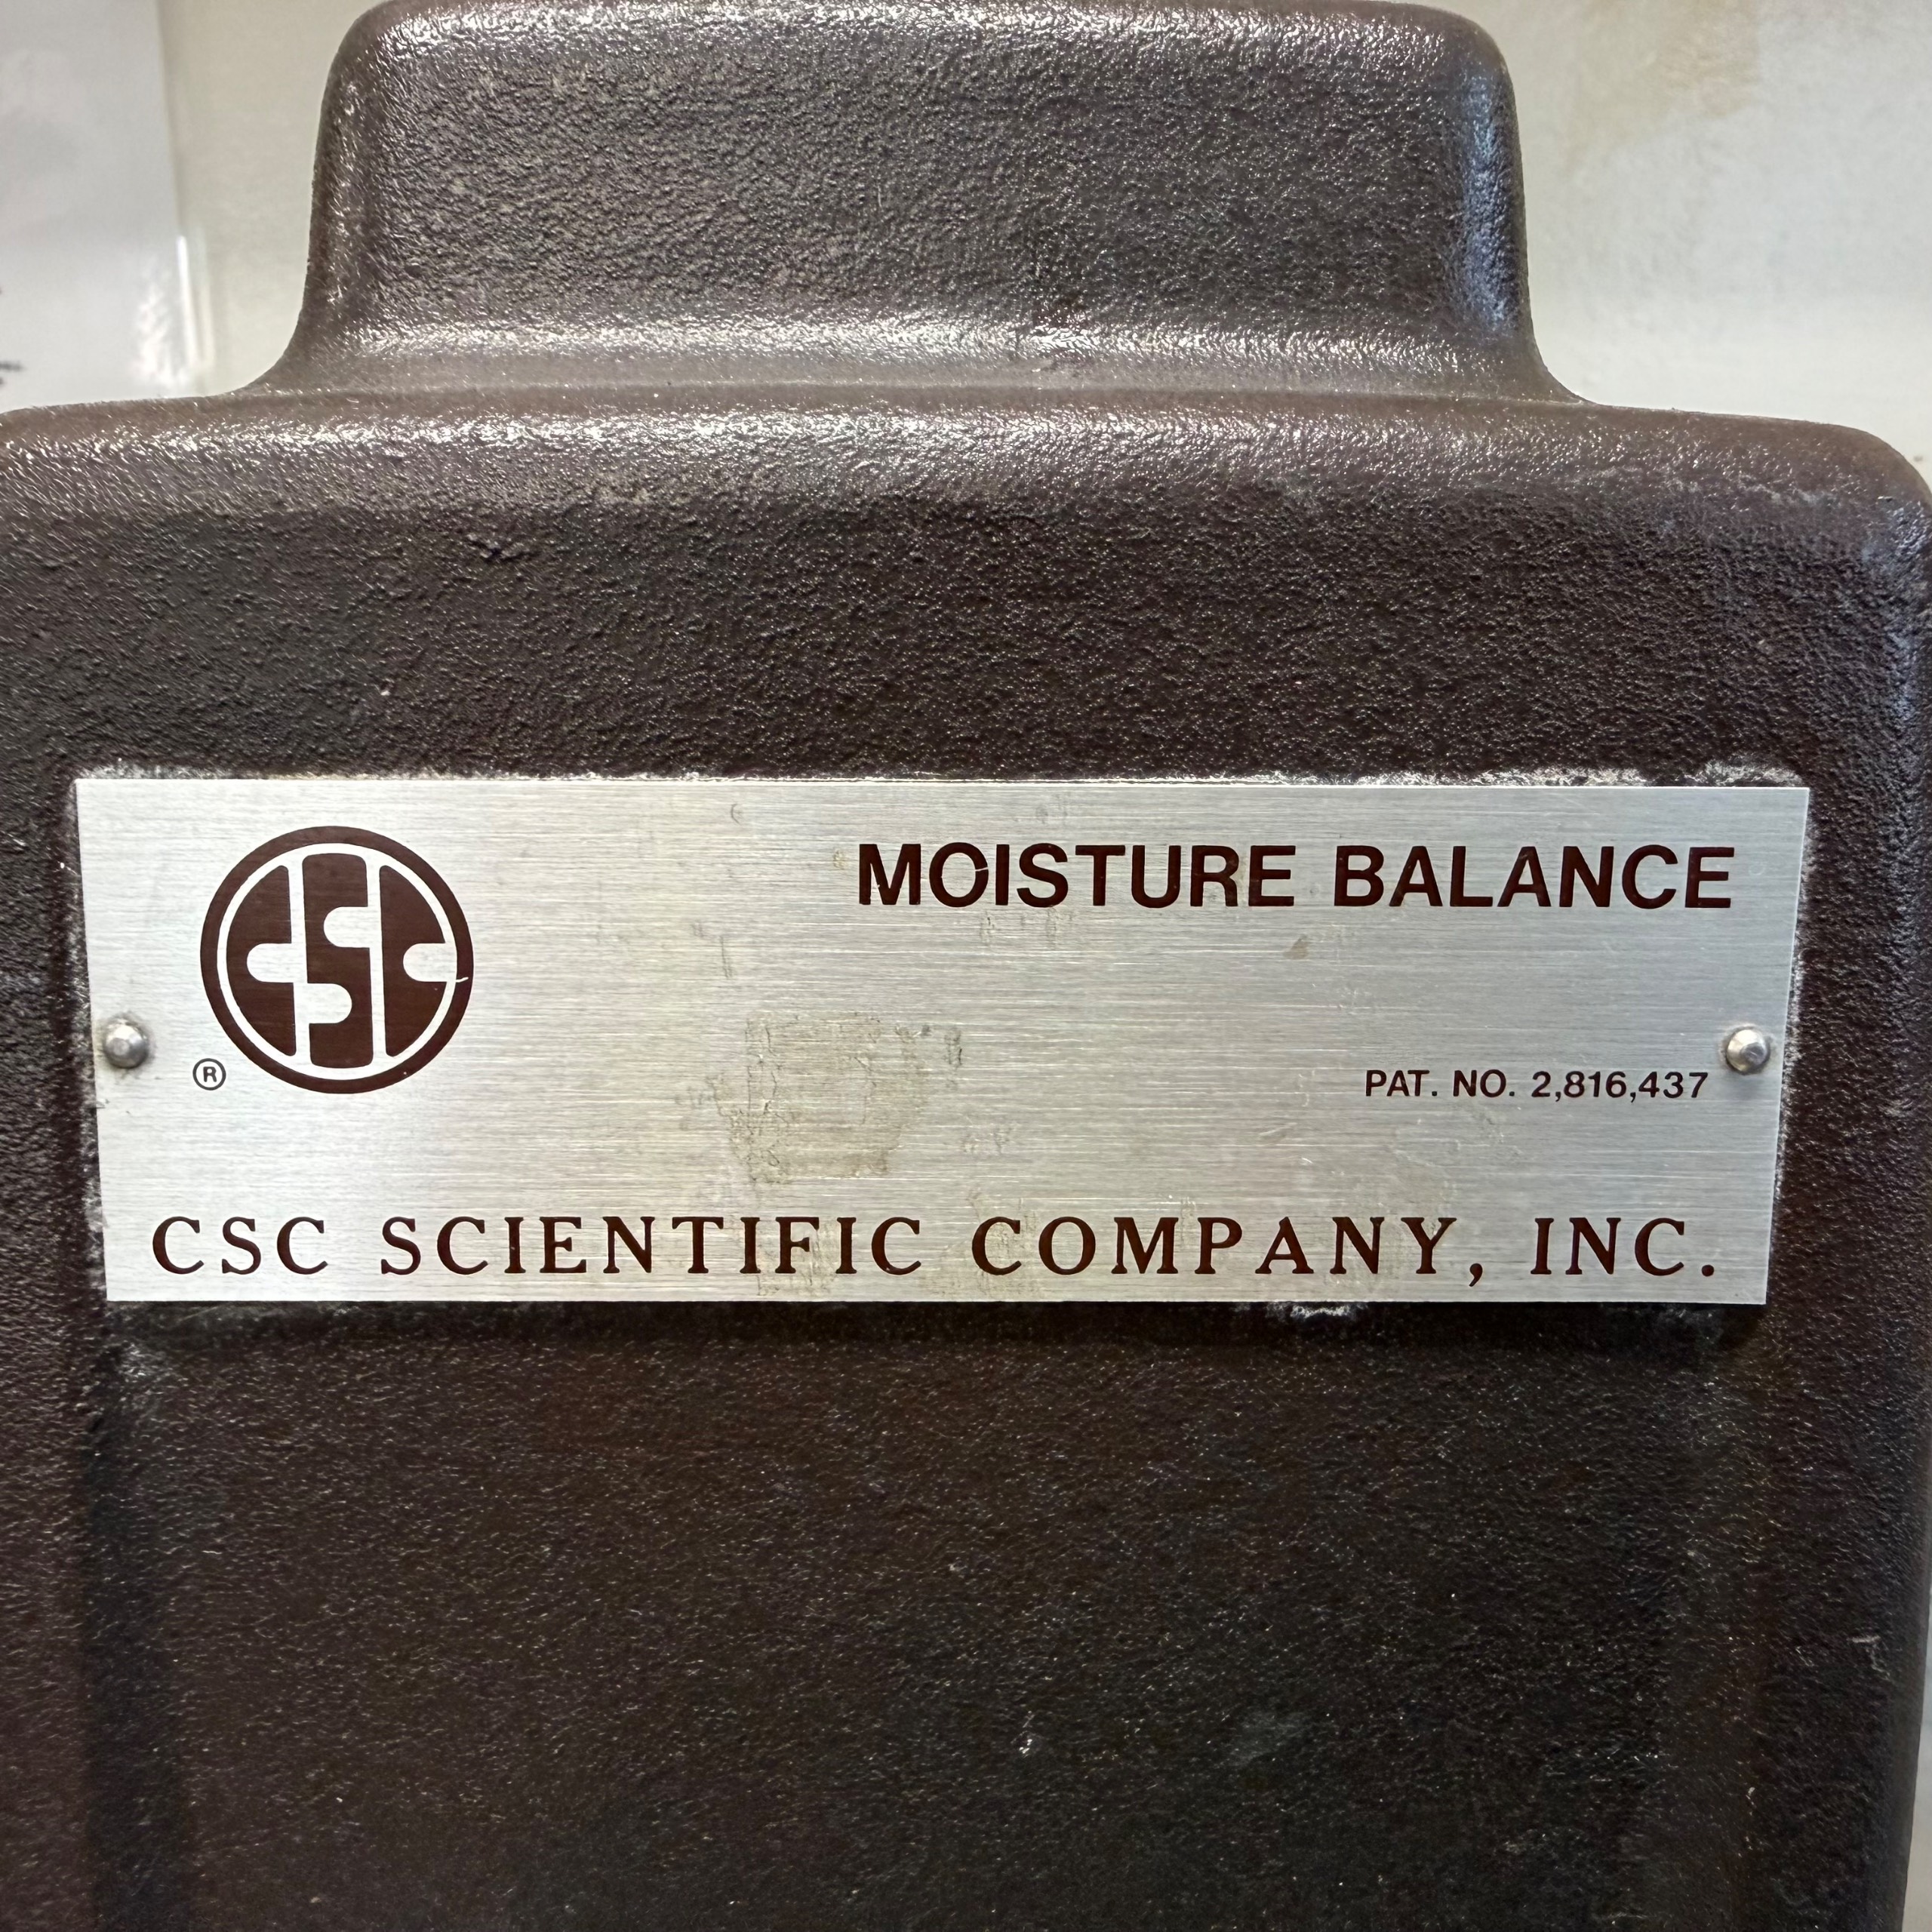 CSC
MOISTURE BALANCE
®
PAT. NO. 2,816,437
CSC SCIENTIFIC COMPANY, INC.